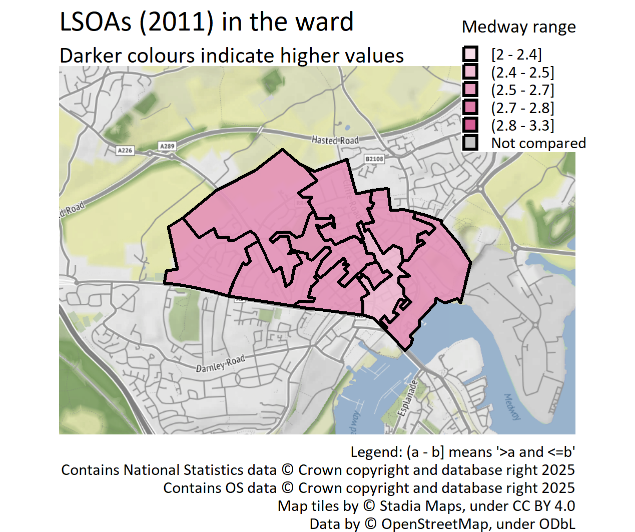 LSOAs (2011) in the ward
Darker colours indicate higher values
Medway range
[2 - 2.4]
(2.4 - 2.5]
(2.5 - 2.7]
(2.7 - 2.8]
(2.8 - 3.3]
Not compared
Hasted Road
A226
A289
B2108
d Road
Darnley Road
Esplanade
Medway
edway
Legend: (a - b] means '>a and <=b'
Contains National Statistics data © Crown copyright and database right 2025
Contains OS data © Crown copyright and database right 2025
Map tiles by © Stadia Maps, under CC BY 4.0
Data by © OpenStreetMap, under ODbL